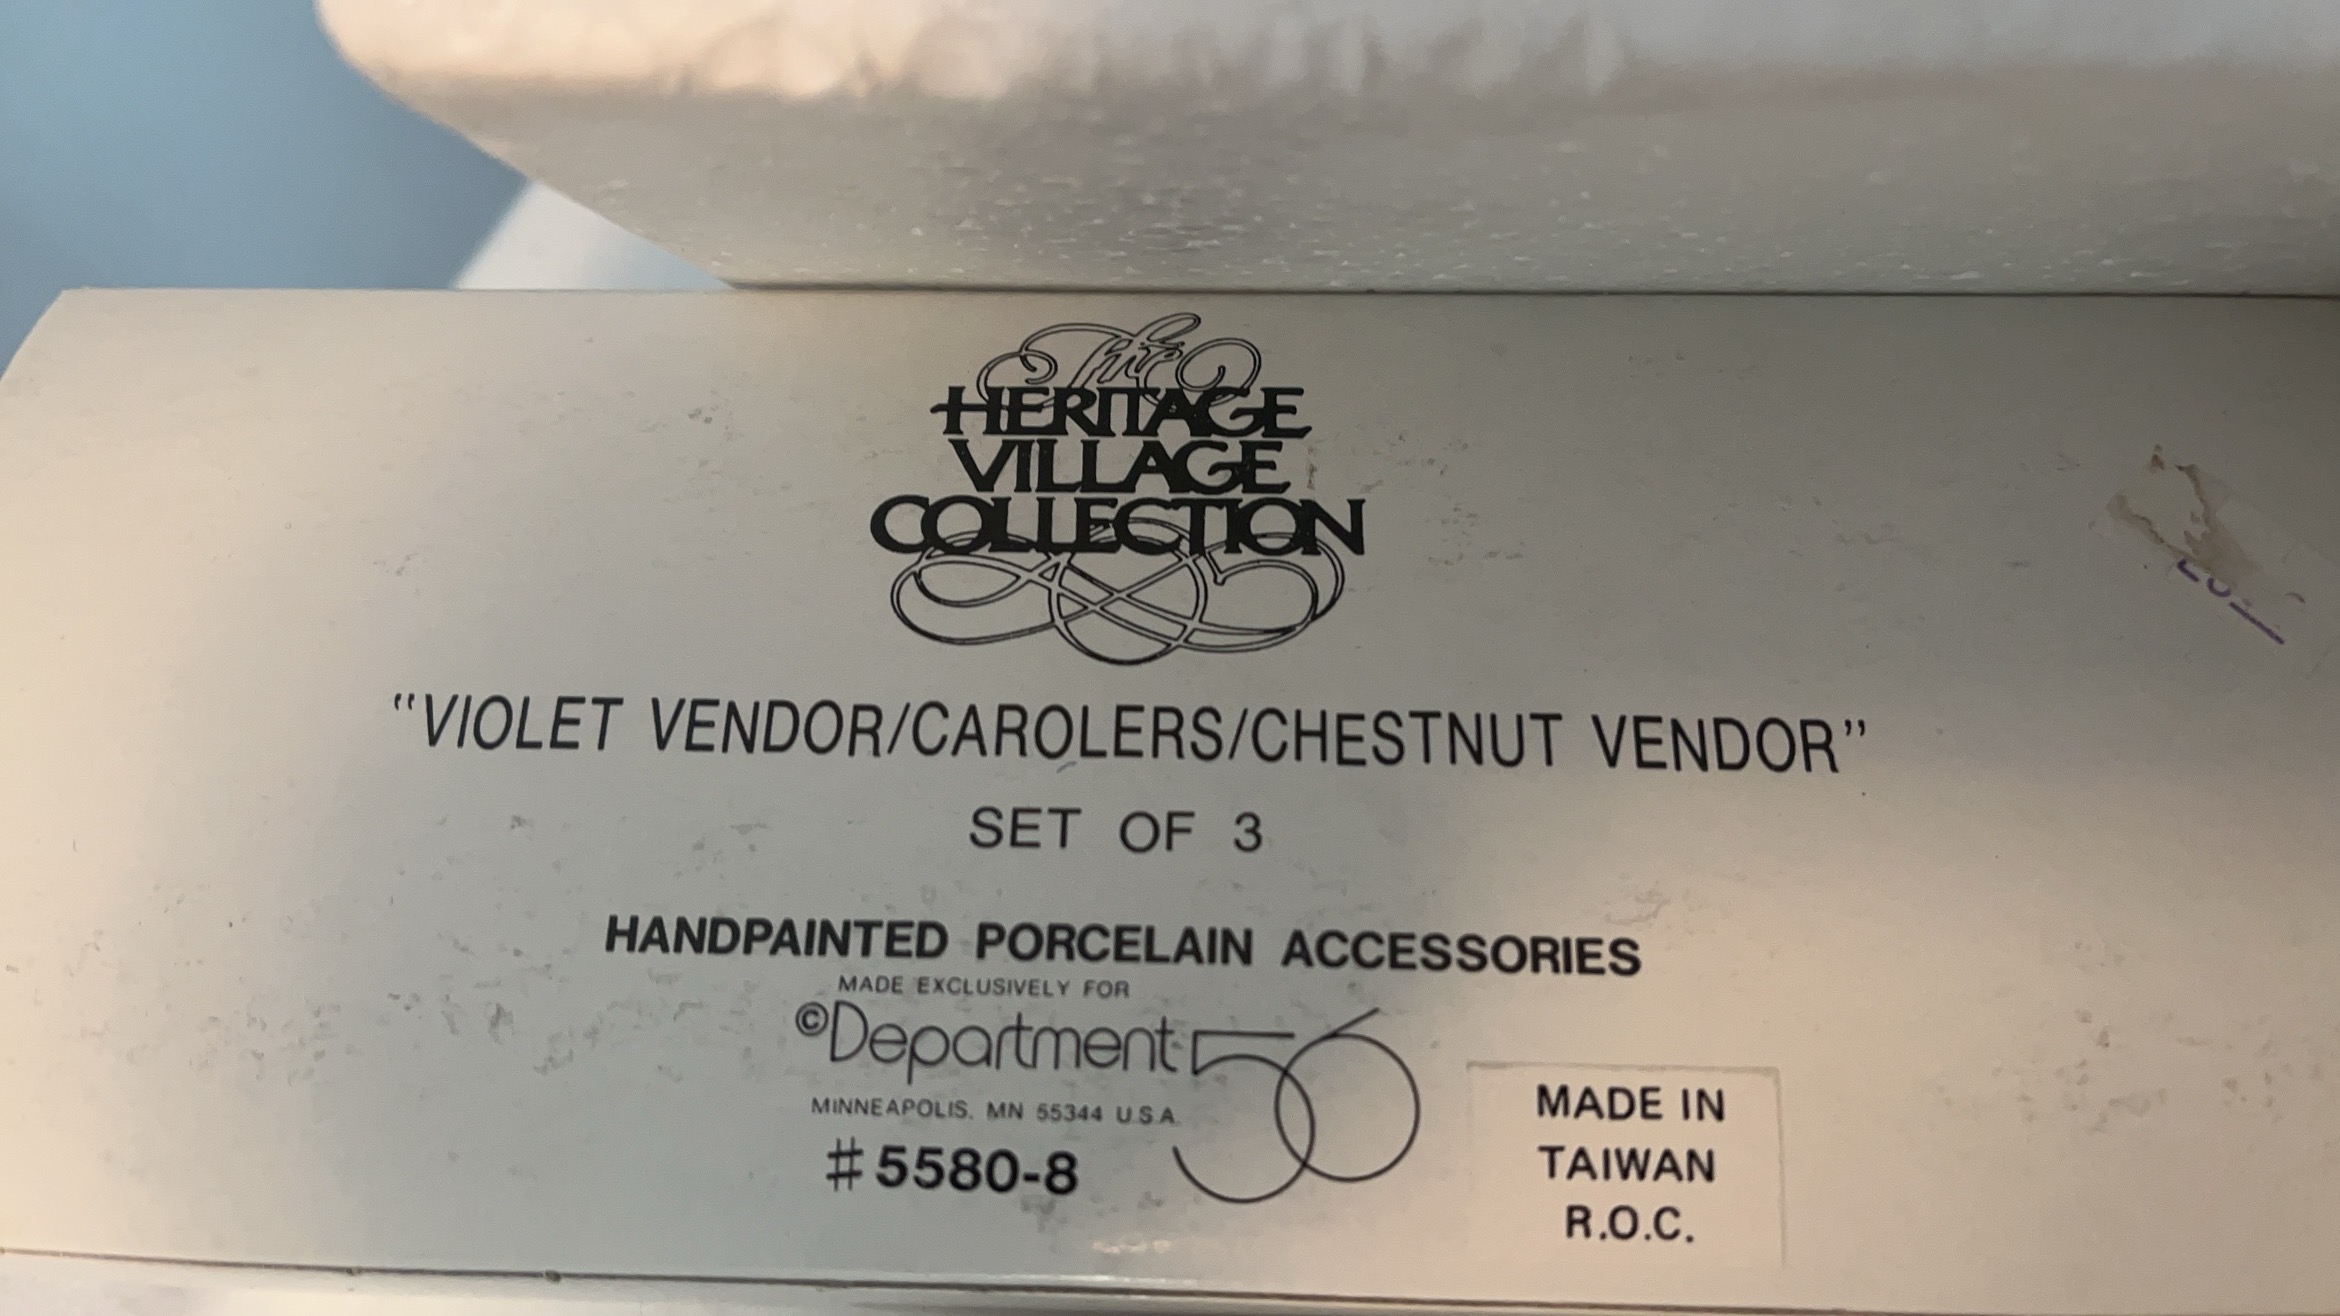 The
HERITAGE
VILLAGE
COLLECTION
"VIOLET VENDOR/CAROLERS/CHESTNUT VENDOR"
SET OF 3
HANDPAINTED PORCELAIN ACCESSORIES
MADE EXCLUSIVELY FOR
©Department 56
MINNEAPOLIS, MN 55344 U.S.A.
#5580-8
MADE IN
TAIWAN
R.O.C.